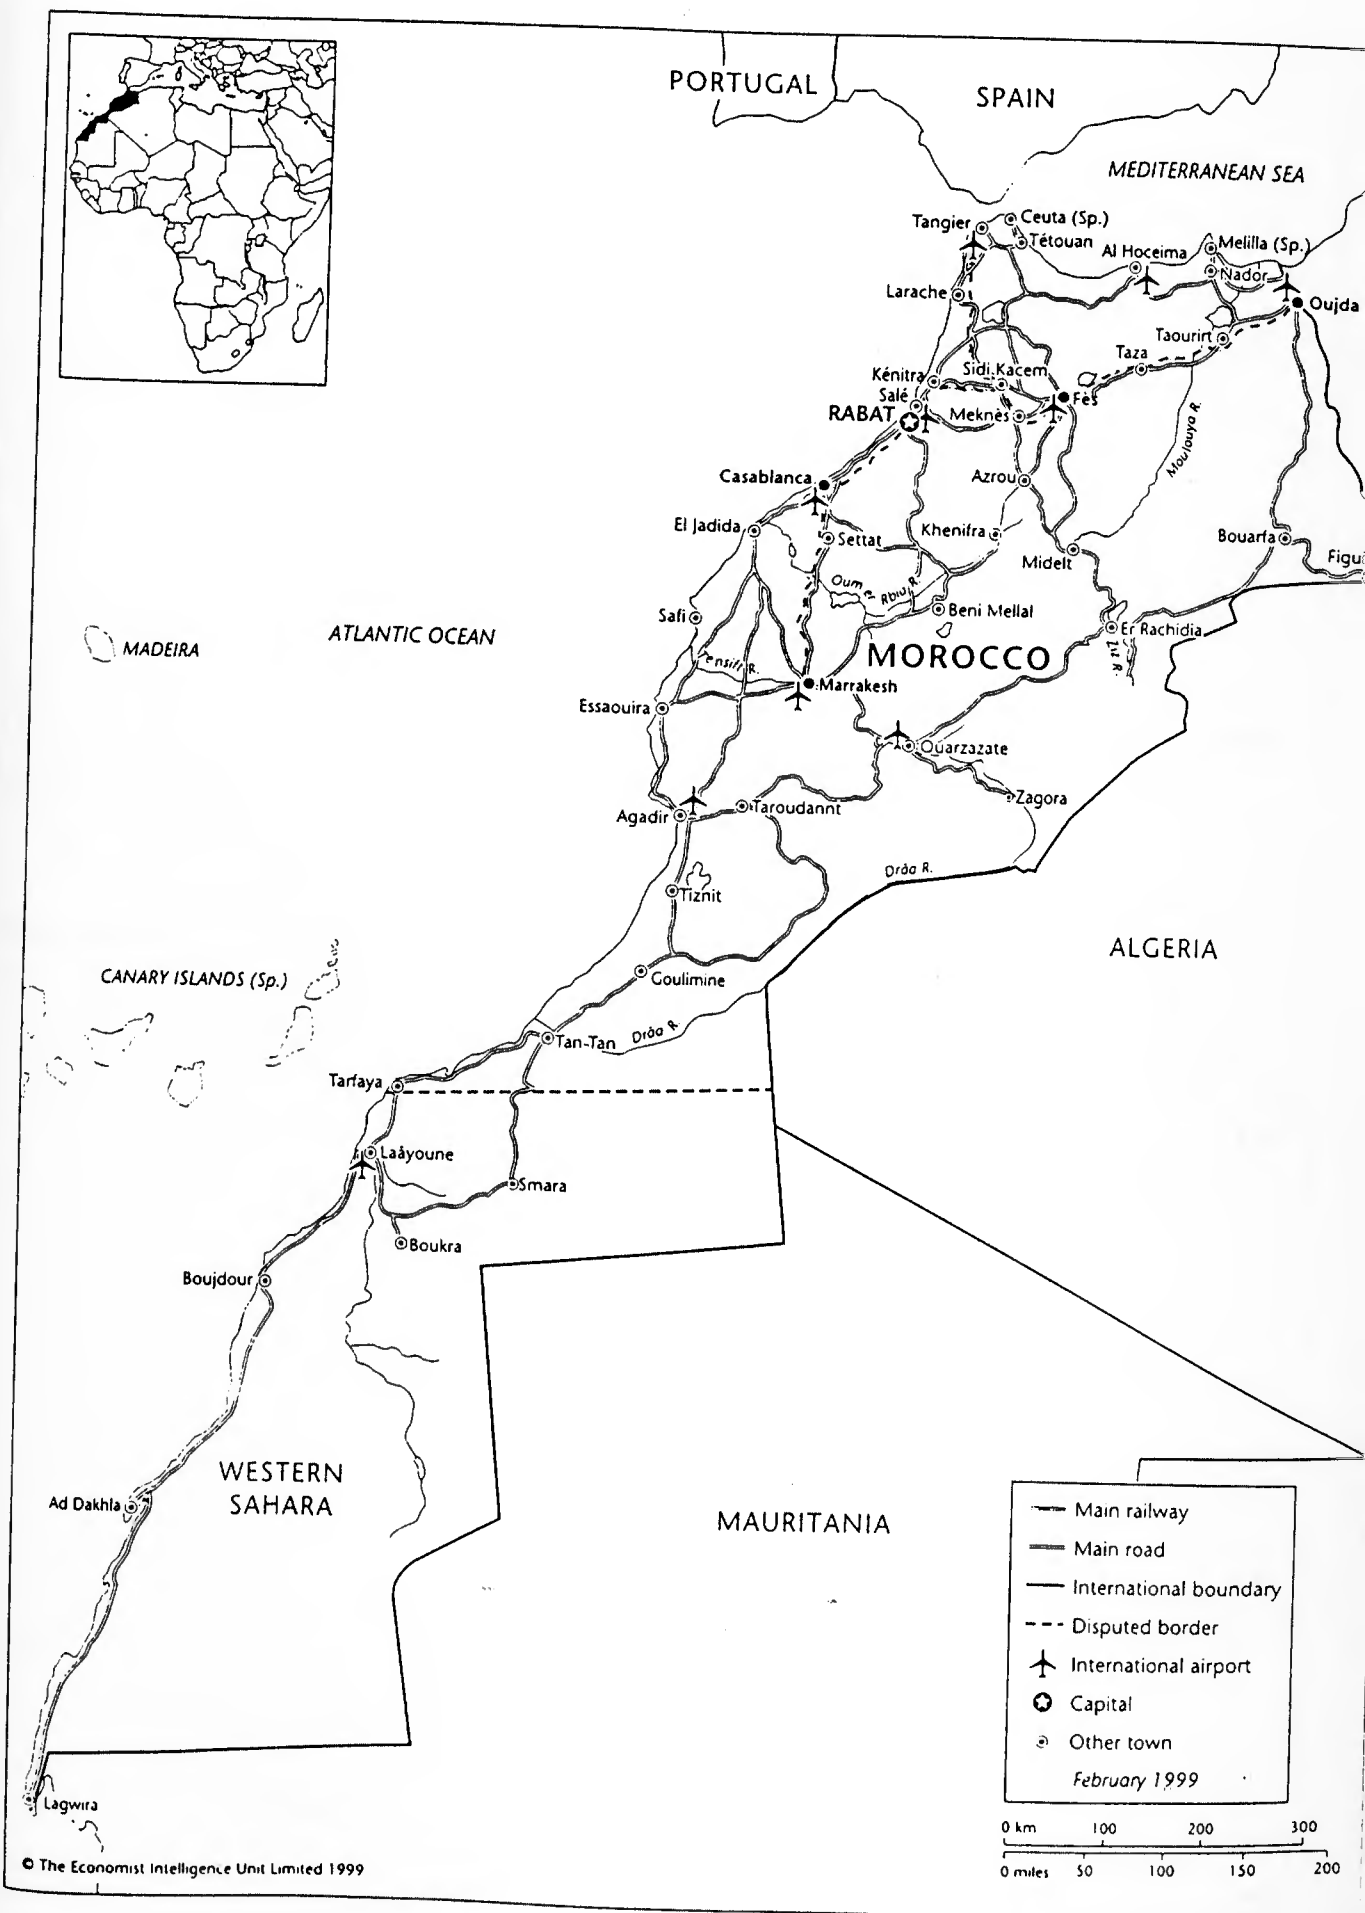 PORTUGAL
SPAIN
MEDITERRANEAN SEA
Tangier
Ceuta (Sp.)
Tétouan
Al Hoceima
Melilla (Sp.)
Nador
Larache
Oujda
Taourirt
Taza
Kénitra
Sidi Kacem
Salé
Fès
RABAT
Meknès
Moulouya R.
Casablanca
Azrou
El Jadida
Settat
Khenifra
Midelt
Bouarfa
Figu
Oum er Rbia R.
Safi
Beni Mellal
Er Rachidia
MADEIRA
ATLANTIC OCEAN
MOROCCO
Ziz R.
Tensift R.
Marrakesh
Essaouira
Ouarzazate
Zagora
Agadir
Taroudannt
Drâa R.
Tiznit
ALGERIA
CANARY ISLANDS (Sp.)
Goulimine
Tan-Tan
Drâa R.
Tarfaya
Laâyoune
Smara
Boukra
Boujdour
WESTERN
SAHARA
Ad Dakhla
MAURITANIA
Main railway
Main road
International boundary
Disputed border
International airport
Capital
Other town
February 1999
Lagwira
0 km 100 200 300
0 miles 50 100 150 200
© The Economist Intelligence Unit Limited 1999